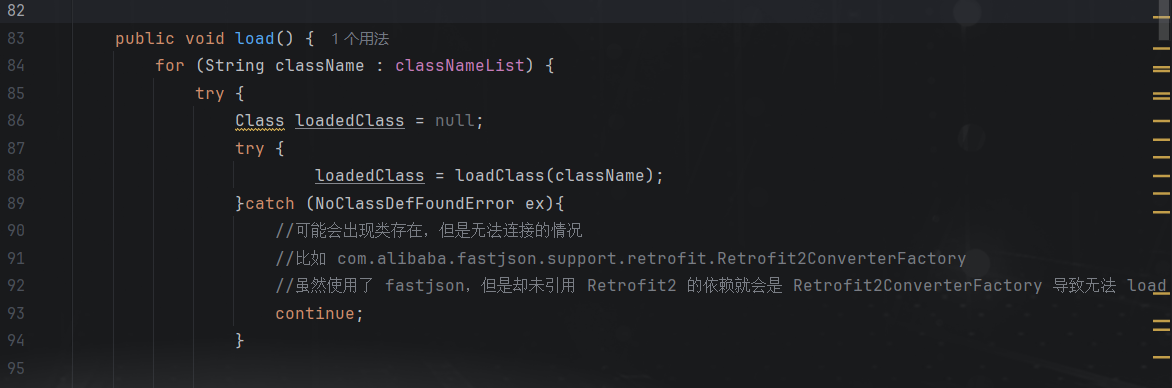 82
83 public void load() { 1个用法
84 for (String className : classNameList) {
85 try {
86 Class loadedClass = null;
87 try {
88 loadedClass = loadClass(className);
89 }catch (NoClassDefFoundError ex){
90 //可能会出现类存在，但是无法连接的情况
91 //比如 com.alibaba.fastjson.support.retrofit.Retrofit2ConverterFactory
92 //虽然使用了 fastjson，但是却未引用 Retrofit2 的依赖就会是 Retrofit2ConverterFactory 导致无法 load
93 continue;
94 }
95